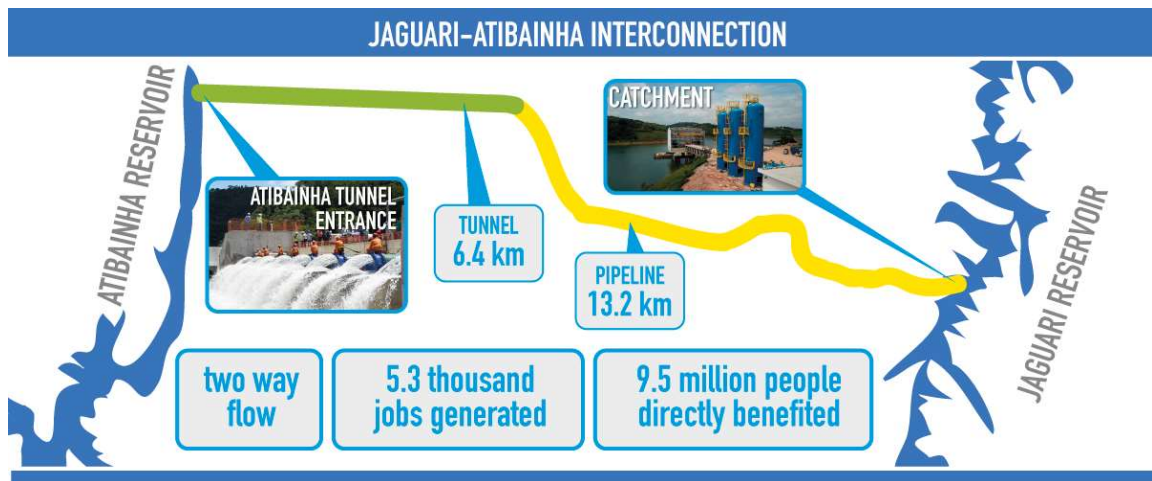 JAGUARI-ATIBAINHA INTERCONNECTION
ATIBAINHA RESERVOIR
ATIBAINHA TUNNEL
ENTRANCE
TUNNEL
6.4 km
PIPELINE
13.2 km
CATCHMENT
JAGUARI RESERVOIR
two way
flow
5.3 thousand
jobs generated
9.5 million people
directly benefited